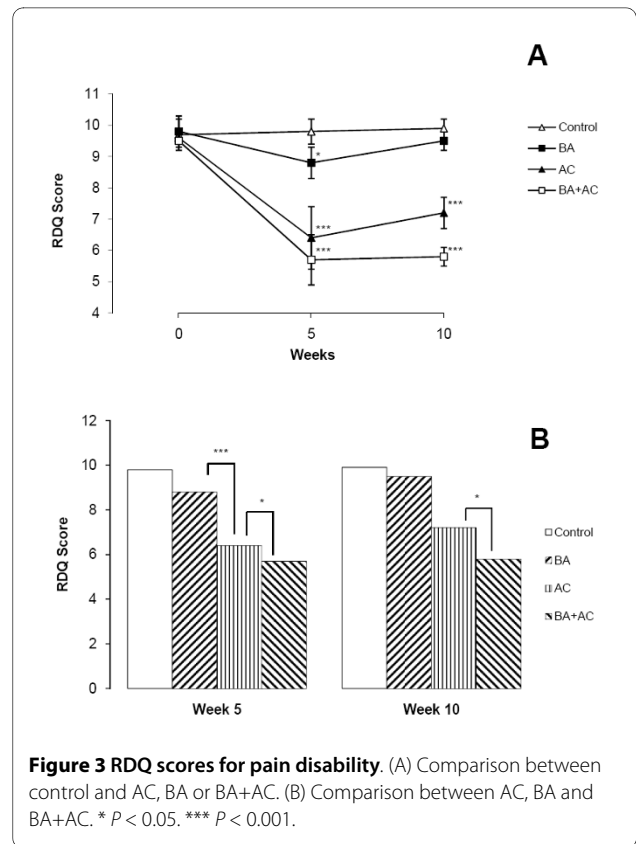 A
11
10
9
8
7
6
5
4
RDQ Score
*
***
***
***
***
0 5 10
Weeks
Control
BA
AC
BA+AC
B
12
10
8
6
4
2
0
RDQ Score
***
*
*
Week 5 Week 10
Control
BA
AC
BA+AC
Figure 3 RDQ scores for pain disability. (A) Comparison between
control and AC, BA or BA+AC. (B) Comparison between AC, BA and
BA+AC. * P < 0.05. *** P < 0.001.